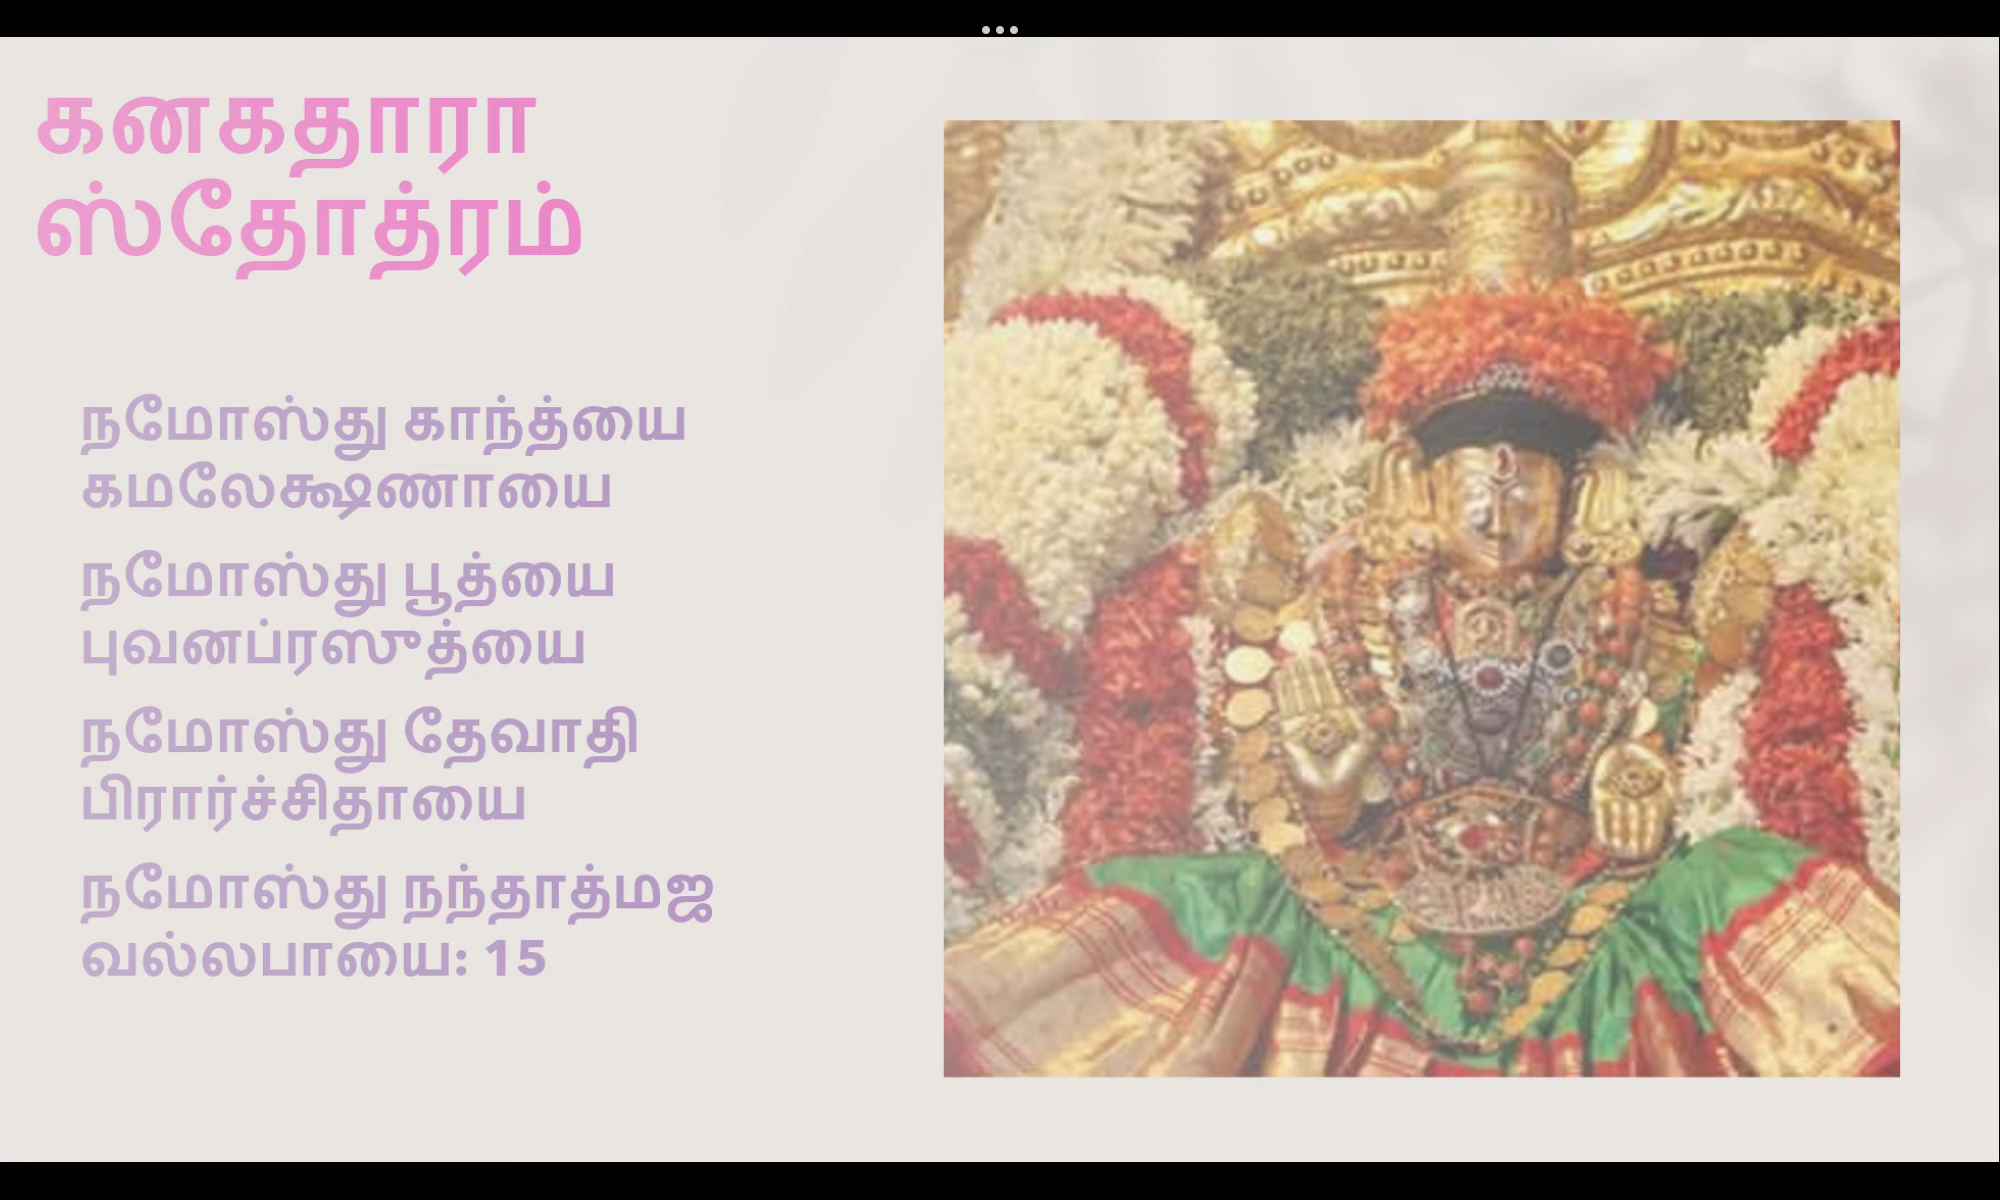 கனகதாரா
ஸ்தோத்ரம்
நமோஸ்து காந்த்யை
கமலேக்ஷணாயை
நமோஸ்து பூத்யை
புவனப்ரஸுத்யை
நமோஸ்து தேவாதி
பிரார்ச்சிதாயை
நமோஸ்து நந்தாத்மஜ
வல்லபாயை: 15